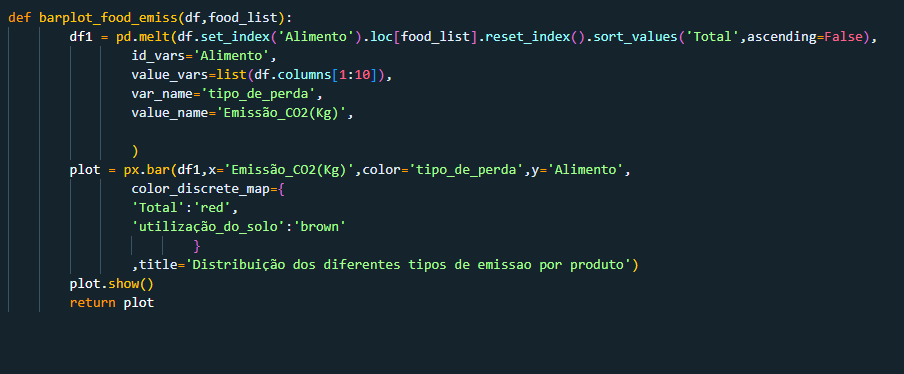 def barplot_food_emiss(df,food_list):
df1 = pd.melt(df.set_index('Alimento').loc[food_list].reset_index().sort_values('Total',ascending=False),
id_vars='Alimento',
value_vars=list(df.columns[1:10]),
var_name='tipo_de_perda',
value_name='Emissão_CO2(Kg)',
)
plot = px.bar(df1,x='Emissão_CO2(Kg)',color='tipo_de_perda',y='Alimento',
color_discrete_map={
'Total':'red',
'utilização_do_solo':'brown'
}
,title='Distribuição dos diferentes tipos de emissao por produto')
plot.show()
return plot